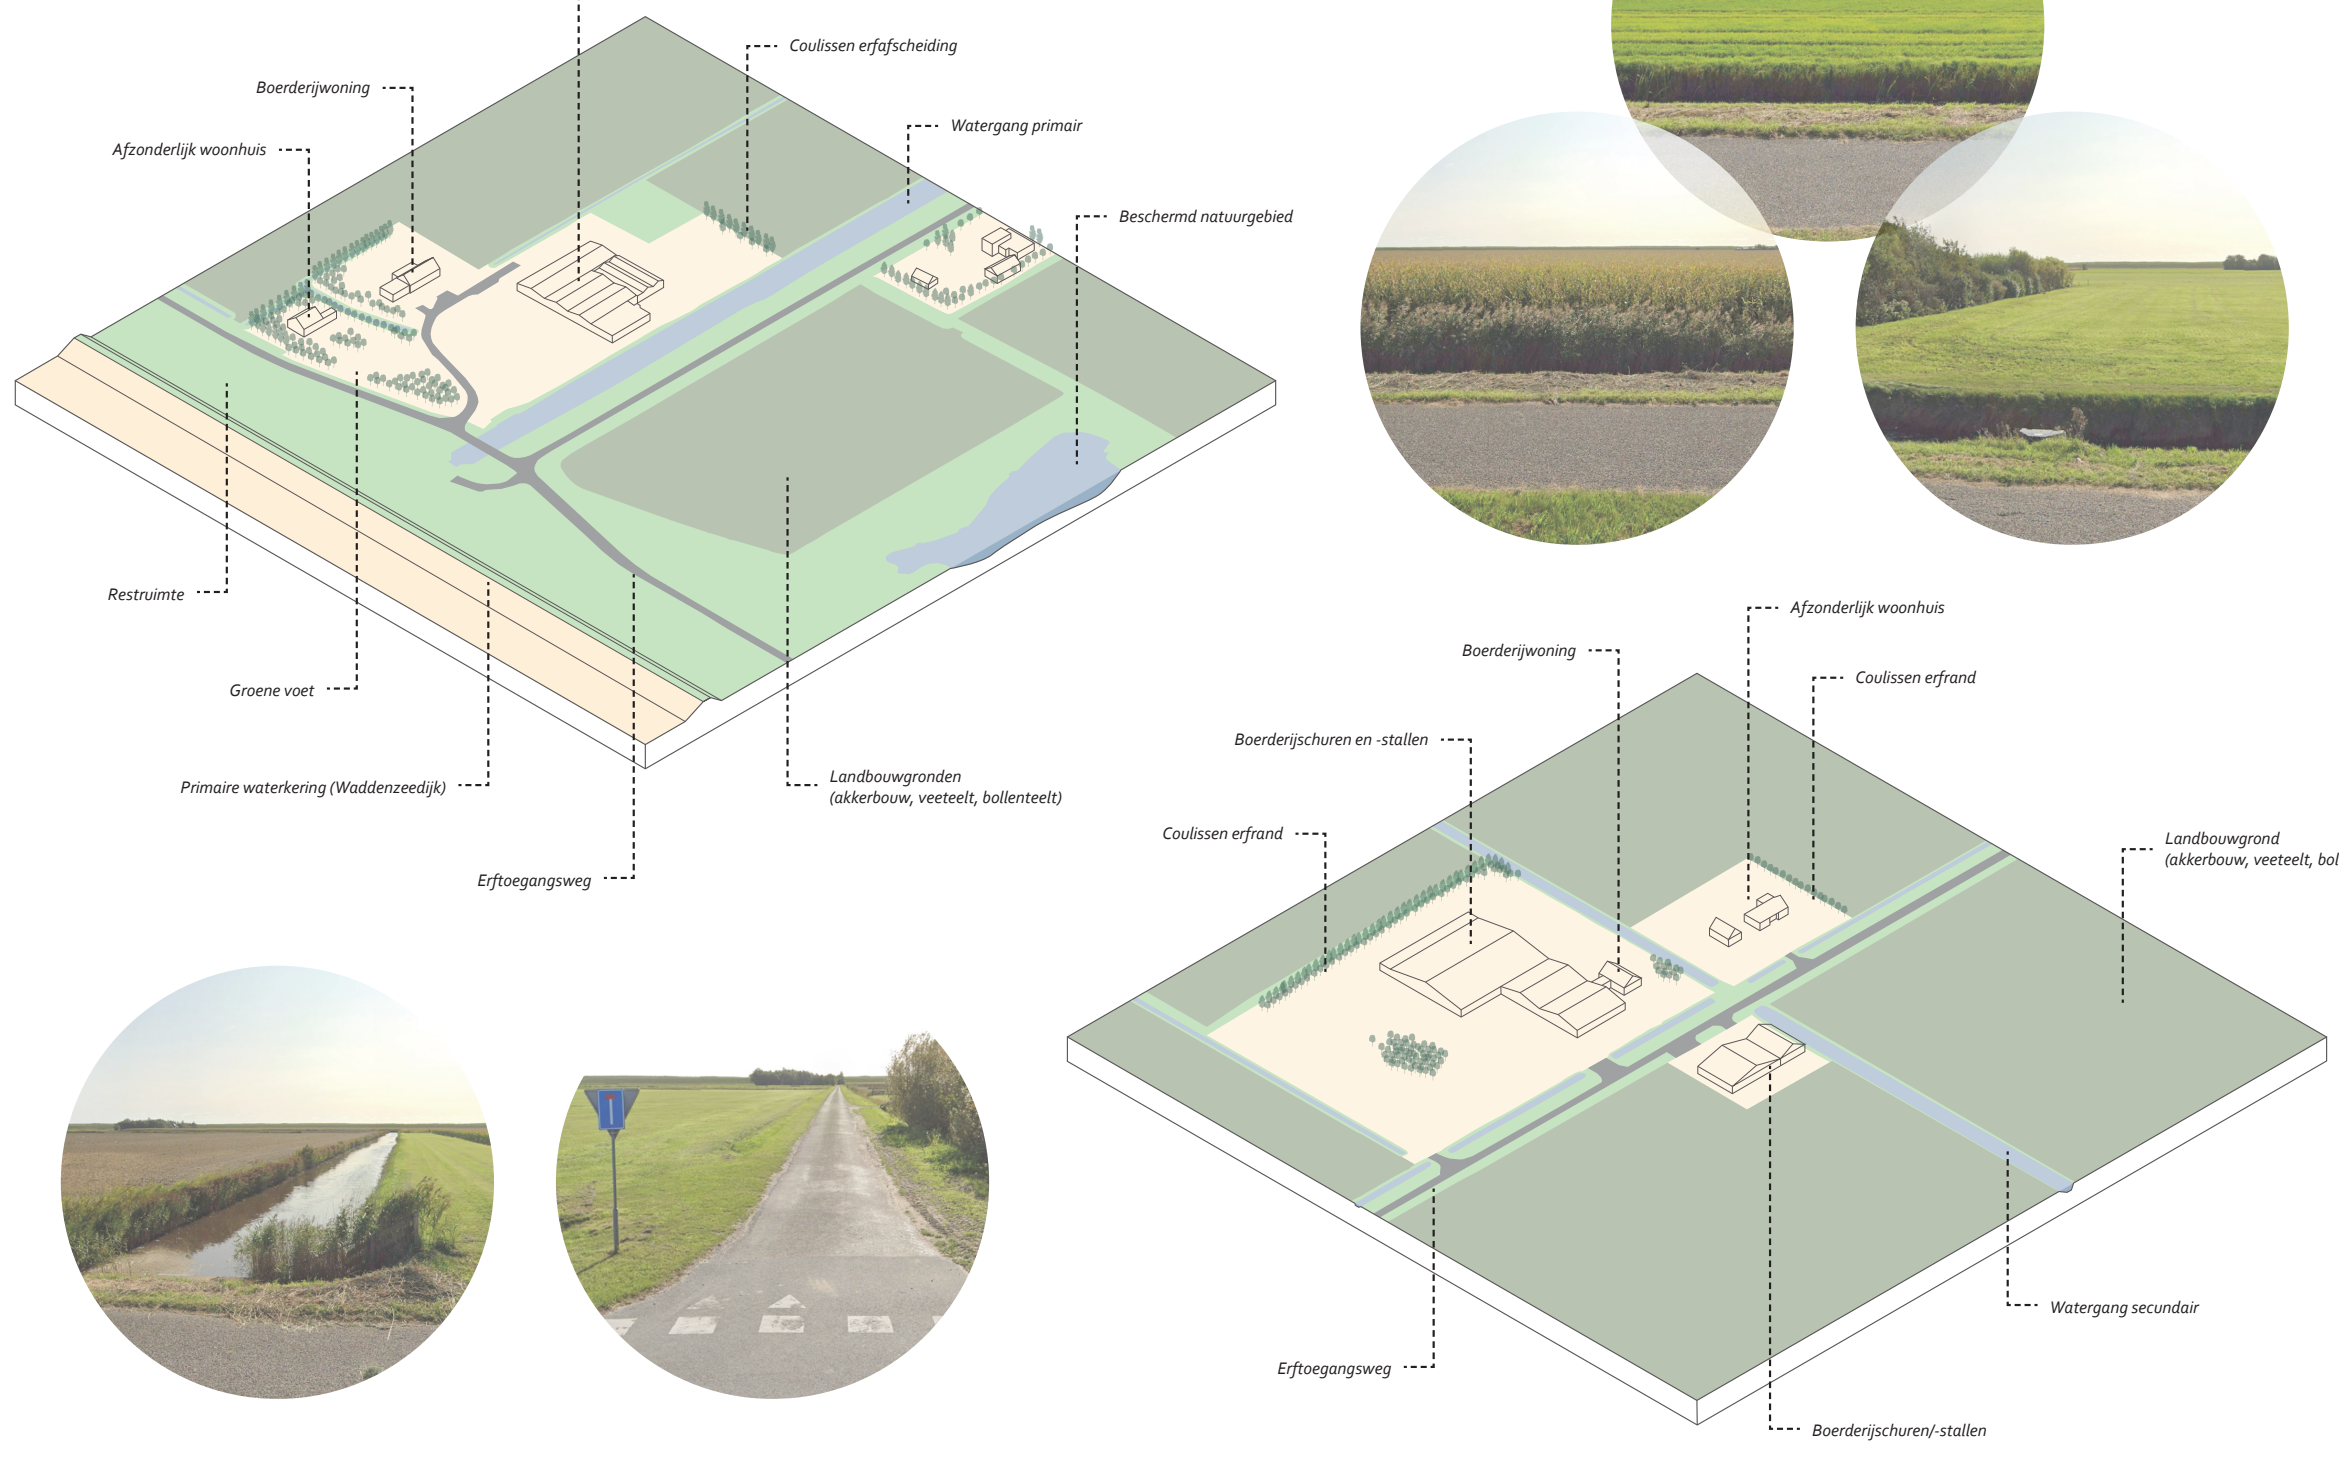 Coulissen erfafscheiding
Boerderijwoning
Watergang primair
Afzonderlijk woonhuis
Beschermd natuurgebied
Restruimte
Groene voet
Primaire waterkering (Waddenzeedijk)
Landbouwgronden
(akkerbouw, veeteelt, bollenteelt)
Erftoegangsweg
Afzonderlijk woonhuis
Boerderijwoning
Coulissen erfrand
Boerderijschuren en -stallen
Coulissen erfrand
Landbouwgrond
(akkerbouw, veeteelt, bol
Watergang secundair
Erftoegangsweg
Boerderijschuren/-stallen